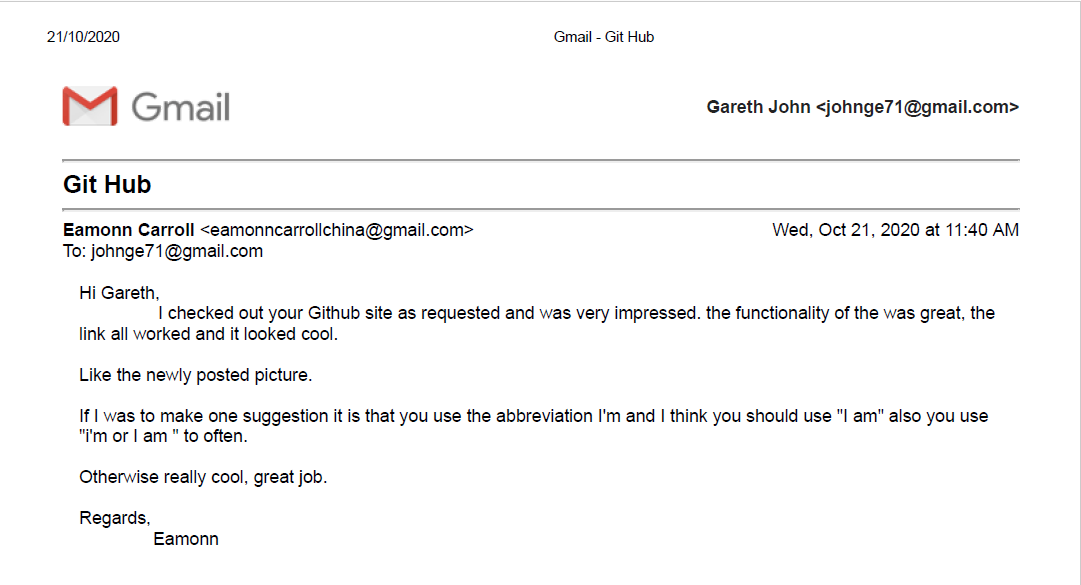 21/10/2020 Gmail - Git Hub
Gmail Gareth John <johnge71@gmail.com>
Git Hub
Eamonn Carroll <eamonncarrollchina@gmail.com> Wed, Oct 21, 2020 at 11:40 AM
To: johnge71@gmail.com
Hi Gareth,
I checked out your Github site as requested and was very impressed. the functionality of the was great, the
link all worked and it looked cool.
Like the newly posted picture.
If I was to make one suggestion it is that you use the abbreviation I'm and I think you should use "I am" also you use
"i'm or I am " to often.
Otherwise really cool, great job.
Regards,
Eamonn